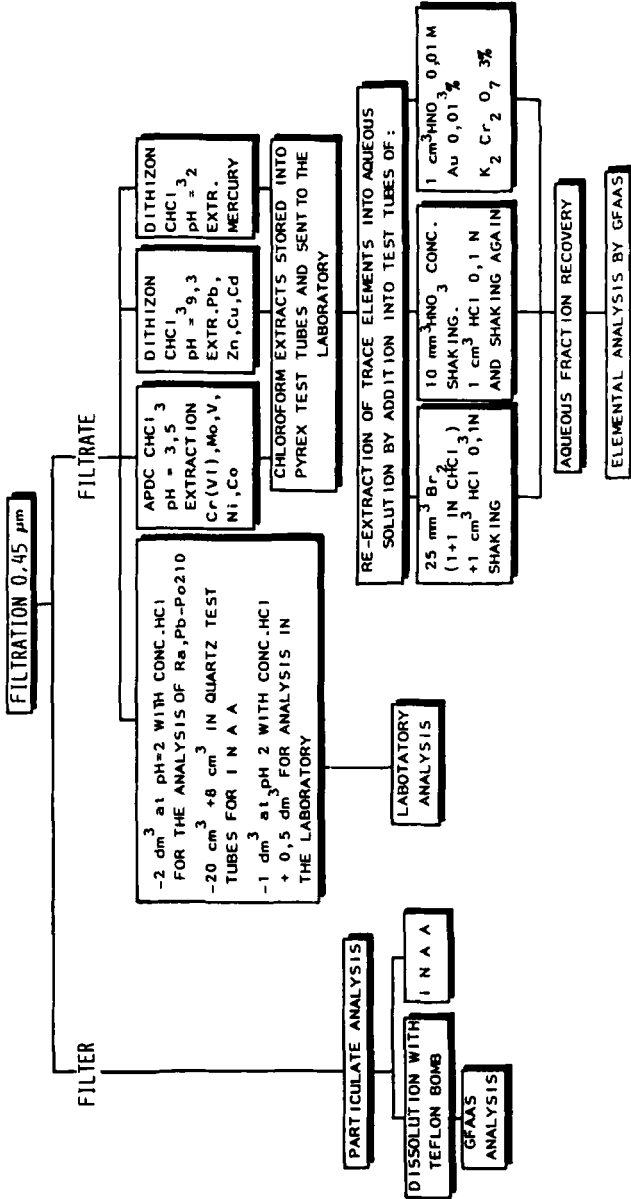 FILTRATION 0,45 µm
FILTER
FILTRATE
PARTICULATE ANALYSIS
DISSOLUTION WITH
TEFLON BOMB
I N A A
GFAAS
ANALYSIS
-2 dm³ at pH=2 WITH CONC.HCl
FOR THE ANALYSIS OF Ra,Pb-Po210
-20 cm³ +8 cm³ IN QUARTZ TEST
TUBES FOR I N A A
-1 dm³ at pH 2 WITH CONC.HCl
+ 0,5 dm³ FOR ANALYSIS IN
THE LABORATORY
LABOTATORY
ANALYSIS
APDC CHCl₃
pH = 3,5
EXTRACTION
Cr(VI),Mo,V,
Ni,Co
DITHIZON
CHCl₃
pH = 9,3
EXTR.Pb,
Zn,Cu,Cd
DITHIZON
CHCl₃
pH = 2
EXTR.
MERCURY
CHLOROFORM EXTRACTS STORED INTO
PYREX TEST TUBES AND SENT TO THE
LABORATORY
RE-EXTRACTION OF TRACE ELEMENTS INTO AQUEOUS
SOLUTION BY ADDITION INTO TEST TUBES OF:
25 mm³ Br₂
(1+1 IN CHCl₃)
+1 cm³ HCl 0,1N
SHAKING
10 mm³ HNO₃ CONC.
SHAKING.
1 cm³ HCl 0,1 N
AND SHAKING AGAIN
1 cm³ HNO₃ 0,01 M
Au 0,01%
K₂ Cr₂ O₇ 3%
AQUEOUS FRACTION RECOVERY
ELEMENTAL ANALYSIS BY GFAAS